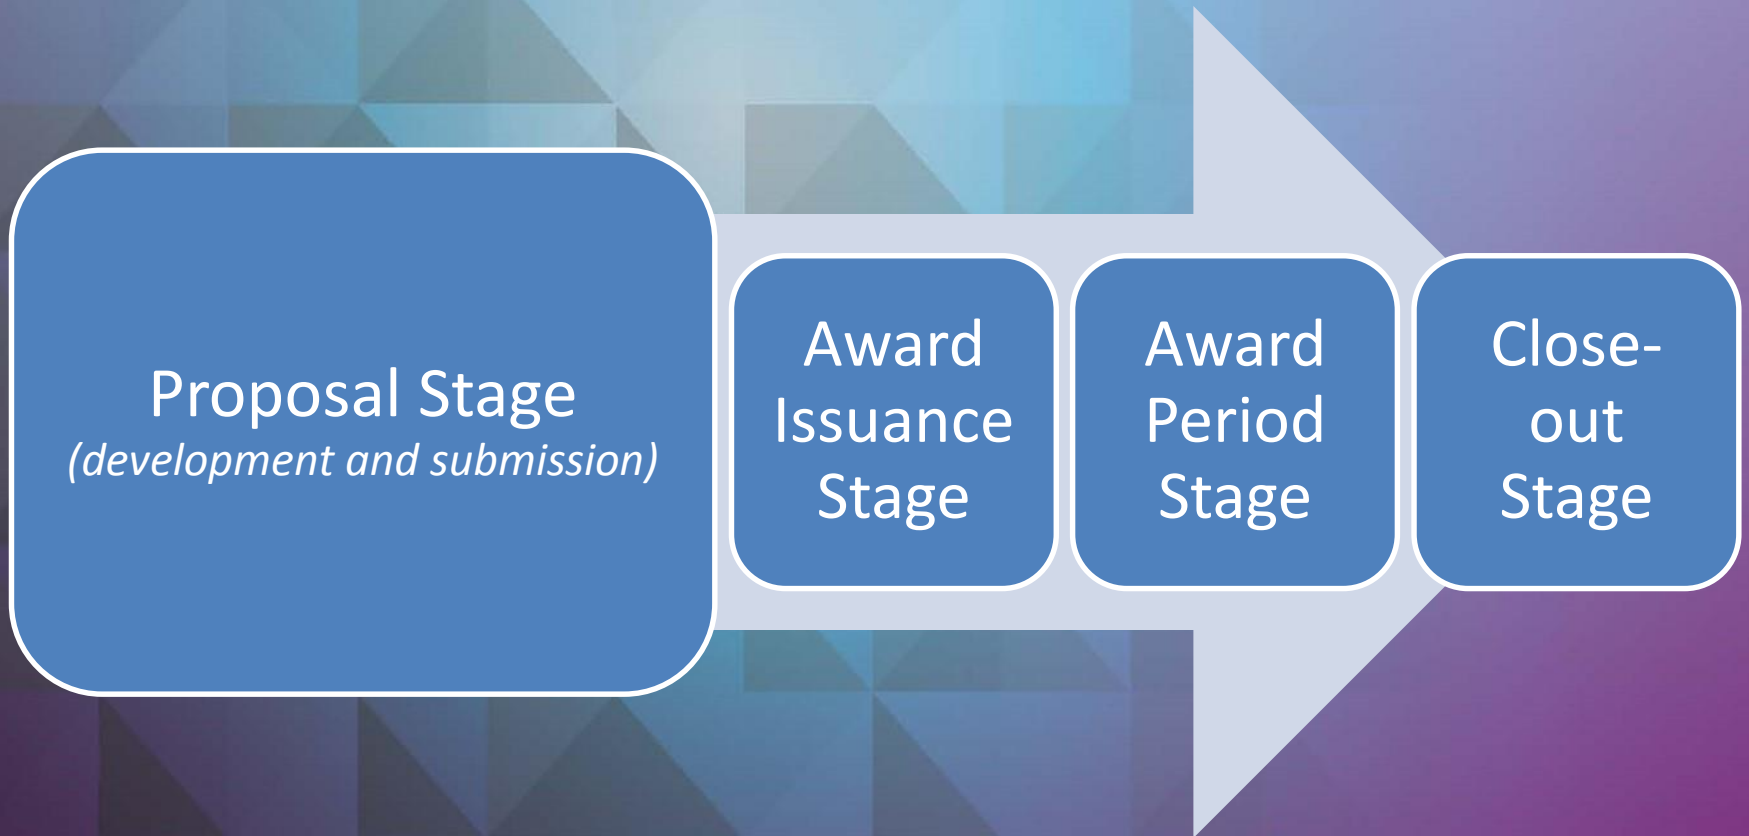 Proposal Stage
(development and submission)
Award
Issuance
Stage
Award
Period
Stage
Close-
out
Stage